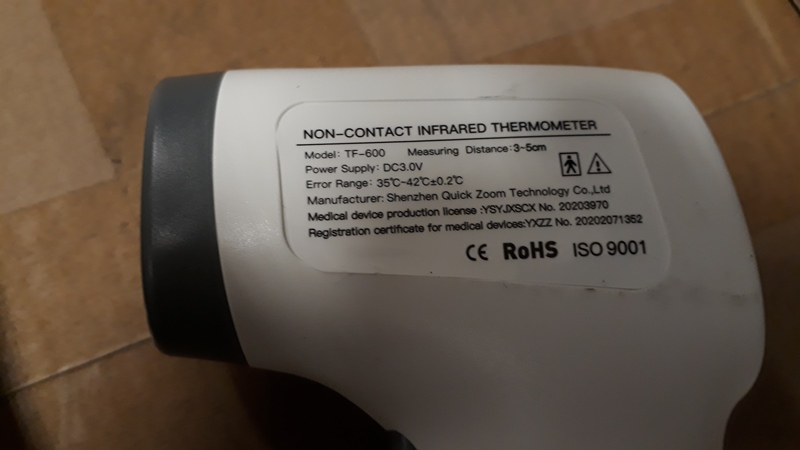 NON-CONTACT INFRARED THERMOMETER
Model: TF-600 Measuring Distance:3-5cm
Power Supply: DC3.0V
Error Range: 35℃-42℃±0.2℃
Manufacturer: Shenzhen Quick Zoom Technology Co.,Ltd
Medical device production license :YSYJXSCX No. 20203970
Registration certificate for medical devices:YXZZ No. 20202071352
CE RoHS ISO 9001